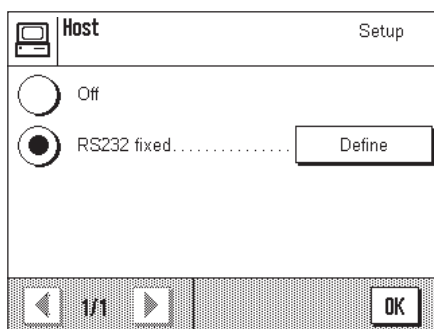 Host Setup
Off
RS232 fixed............... Define
1/1 OK